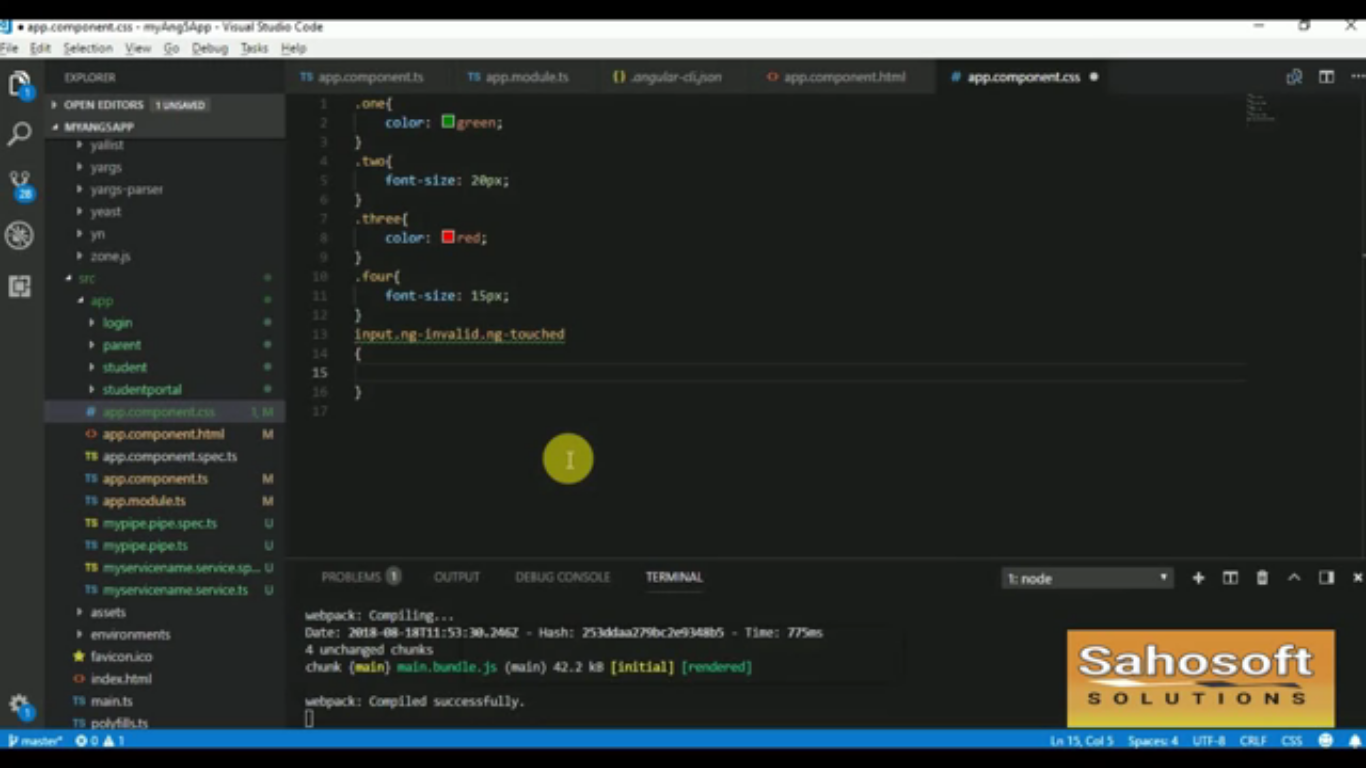 ● app.component.css - myAng5App - Visual Studio Code
File Edit Selection View Go Debug Tasks Help
EXPLORER
OPEN EDITORS 1 UNSAVED
MYANG5APP
yallist
yargs
yargs-parser
yeast
yn
zone.js
src
app
login
parent
student
studentportal
app.component.css 1, M
app.component.html M
app.component.spec.ts
app.component.ts M
app.module.ts M
mypipe.pipe.spec.ts U
mypipe.pipe.ts U
myservicename.service.sp... U
myservicename.service.ts U
assets
environments
favicon.ico
index.html
main.ts
polyfills.ts
1
28
1
TS app.component.ts TS app.module.ts {} .angular-cli.json <> app.component.html # app.component.css ●
1 .one{
2 color: green;
3 }
4 .two{
5 font-size: 20px;
6 }
7 .three{
8 color: red;
9 }
10 .four{
11 font-size: 15px;
12 }
13 input.ng-invalid.ng-touched
14 {
15
16 }
17
PROBLEMS 1 OUTPUT DEBUG CONSOLE TERMINAL 1: node
webpack: Compiling...
Date: 2018-08-18T11:53:30.246Z - Hash: 253ddaa279bc2e9348b5 - Time: 775ms
4 unchanged chunks
chunk {main} main.bundle.js (main) 42.2 kB [initial] [rendered]
webpack: Compiled successfully.
Sahosoft
SOLUTIONS
master* 0 1 Ln 15, Col 5 Spaces: 4 UTF-8 CRLF CSS